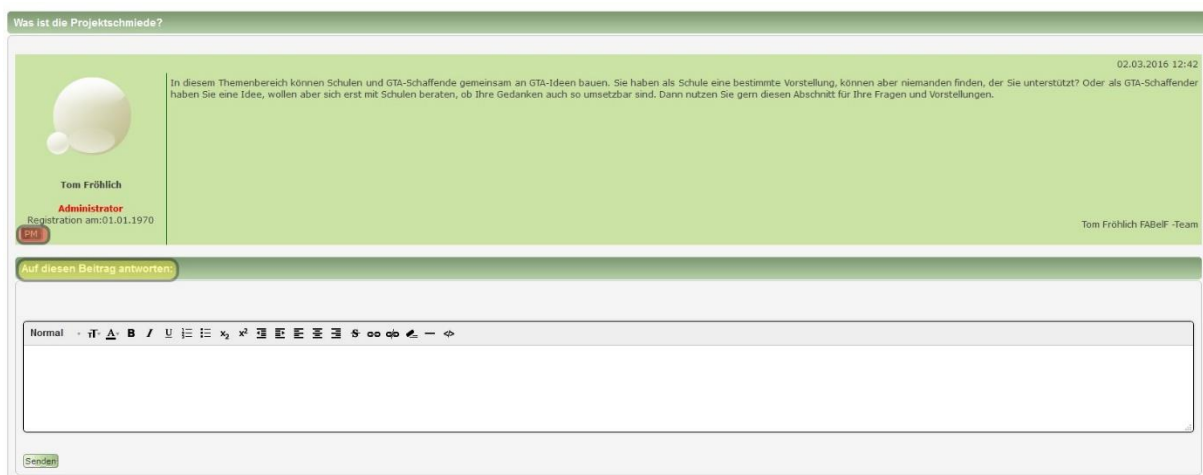 Was ist die Projektschmiede?
02.03.2016 12:42
In diesem Themenbereich können Schulen und GTA-Schaffende gemeinsam an GTA-Ideen bauen. Sie haben als Schule eine bestimmte Vorstellung, können aber niemanden finden, der Sie unterstützt? Oder als GTA-Schaffender
haben Sie eine Idee, wollen aber sich erst mit Schulen beraten, ob Ihre Gedanken auch so umsetzbar sind. Dann nutzen Sie gern diesen Abschnitt für Ihre Fragen und Vorstellungen.
Tom Fröhlich
Administrator
Registration am:01.01.1970
PM
Tom Fröhlich FABelF -Team
Auf diesen Beitrag antworten:
Normal
Senden